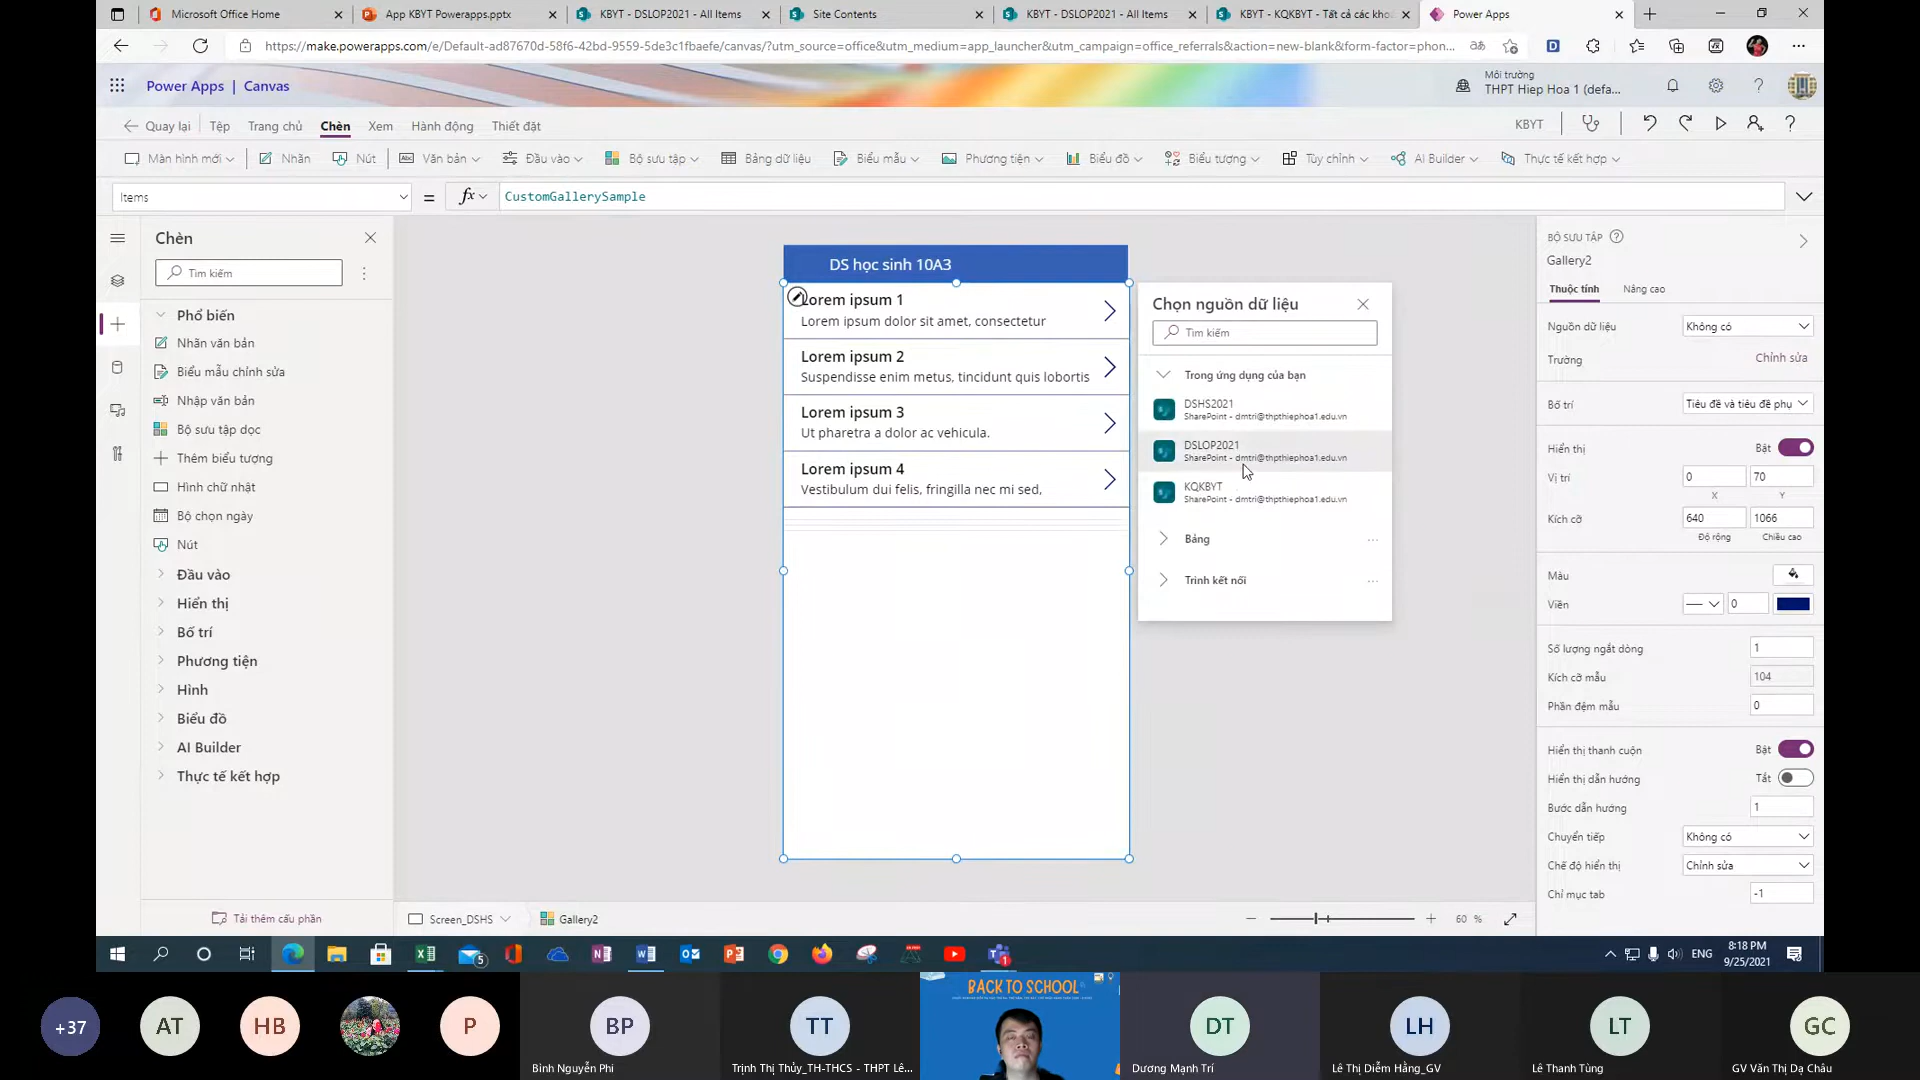 Microsoft Office Home
App KBYT Powerapps.pptx
KBYT - DSLOP2021 - All Items
Site Contents
KBYT - DSLOP2021 - All Items
KBYT - KQKBYT - Tất cả các kho
Power Apps
https://make.powerapps.com/e/Default-ad87670d-58f6-42bd-9559-5de3c1fbaefe/canvas/?utm_source=office&utm_medium=app_launcher&utm_campaign=office_referrals&action=new-blank&form-factor=phon...
Power Apps | Canvas
Môi trường
THPT Hiep Hoa 1 (defa...
Quay lại
Tệp
Trang chủ
Chèn
Xem
Hành động
Thiết đặt
KBYT
Màn hình mới
Nhãn
Nút
Văn bản
Đầu vào
Bộ sưu tập
Bảng dữ liệu
Biểu mẫu
Phương tiện
Biểu đồ
Biểu tượng
Tùy chỉnh
AI Builder
Thực tế kết hợp
Items
=
fx
CustomGallerySample
Chèn
Tìm kiếm
Phổ biến
Nhãn văn bản
Biểu mẫu chỉnh sửa
Nhập văn bản
Bộ sưu tập dọc
Thêm biểu tượng
Hình chữ nhật
Bộ chọn ngày
Nút
Đầu vào
Hiển thị
Bố trí
Phương tiện
Hình
Biểu đồ
AI Builder
Thực tế kết hợp
Tải thêm cấu phần
DS học sinh 10A3
Lorem ipsum 1
Lorem ipsum dolor sit amet, consectetur
Lorem ipsum 2
Suspendisse enim metus, tincidunt quis lobortis
Lorem ipsum 3
Ut pharetra a dolor ac vehicula.
Lorem ipsum 4
Vestibulum dui felis, fringilla nec mi sed,
Chọn nguồn dữ liệu
Tìm kiếm
Trong ứng dụng của bạn
DSHS2021
SharePoint - dmtri@thpthiephoa1.edu.vn
DSLOP2021
SharePoint - dmtri@thpthiephoa1.edu.vn
KQKBYT
SharePoint - dmtri@thpthiephoa1.edu.vn
Bảng
Trình kết nối
Screen_DSHS
Gallery2
60 %
BỘ SƯU TẬP
Gallery2
Thuộc tính
Nâng cao
Nguồn dữ liệu
Không có
Trường
Chỉnh sửa
Bố trí
Tiêu đề và tiêu đề phụ
Hiển thị
Bật
Vị trí
0
70
X
Y
Kích cỡ
640
1066
Độ rộng
Chiều cao
Màu
Viền
0
Số lượng ngắt dòng
1
Kích cỡ mẫu
104
Phần đệm mẫu
0
Hiển thị thanh cuộn
Bật
Hiển thị dẫn hướng
Tắt
Bước dẫn hướng
1
Chuyển tiếp
Không có
Chế độ hiển thị
Chỉnh sửa
Chỉ mục tab
-1
5
1
ENG
8:18 PM
9/25/2021
+37
AT
HB
P
BP
Bình Nguyễn Phi
TT
Trịnh Thị Thủy_TH-THCS - THPT Lê...
BACK TO SCHOOL
DT
Dương Mạnh Trí
LH
Lê Thị Diễm Hằng_GV
LT
Lê Thanh Tùng
GC
GV Văn Thị Dạ Châu